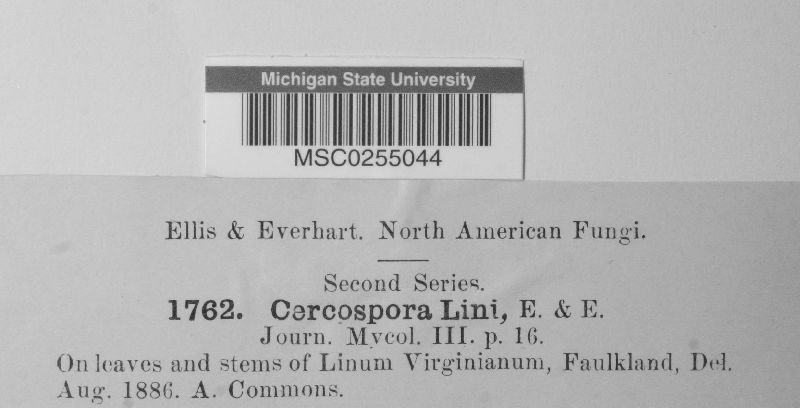 Michigan State University
MSC0255044
Ellis & Everhart. North American Fungi.
Second Series.
1762. Cercospora Lini, E. & E.
Journ. Mycol. III. p. 16.
On leaves and stems of Linum Virginianum, Faulkland, Del.
Aug. 1886. A. Commons.